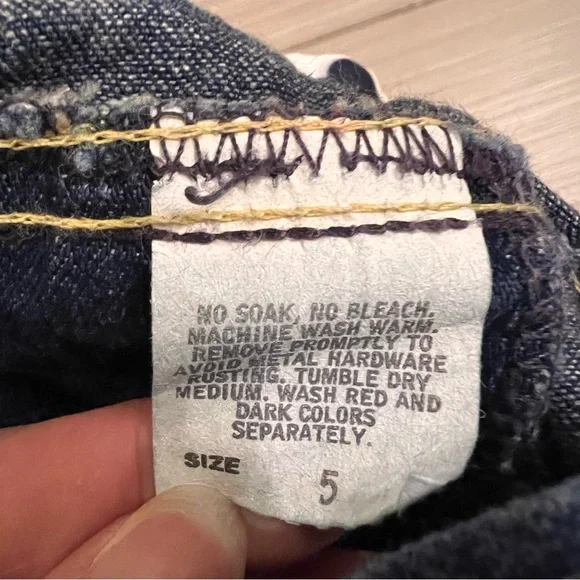 NO SOAK, NO BLEACH.
MACHINE WASH WARM.
REMOVE PROMPTLY TO
AVOID METAL HARDWARE
RUSTING. TUMBLE DRY
MEDIUM. WASH RED AND
DARK COLORS
SEPARATELY.
SIZE 5